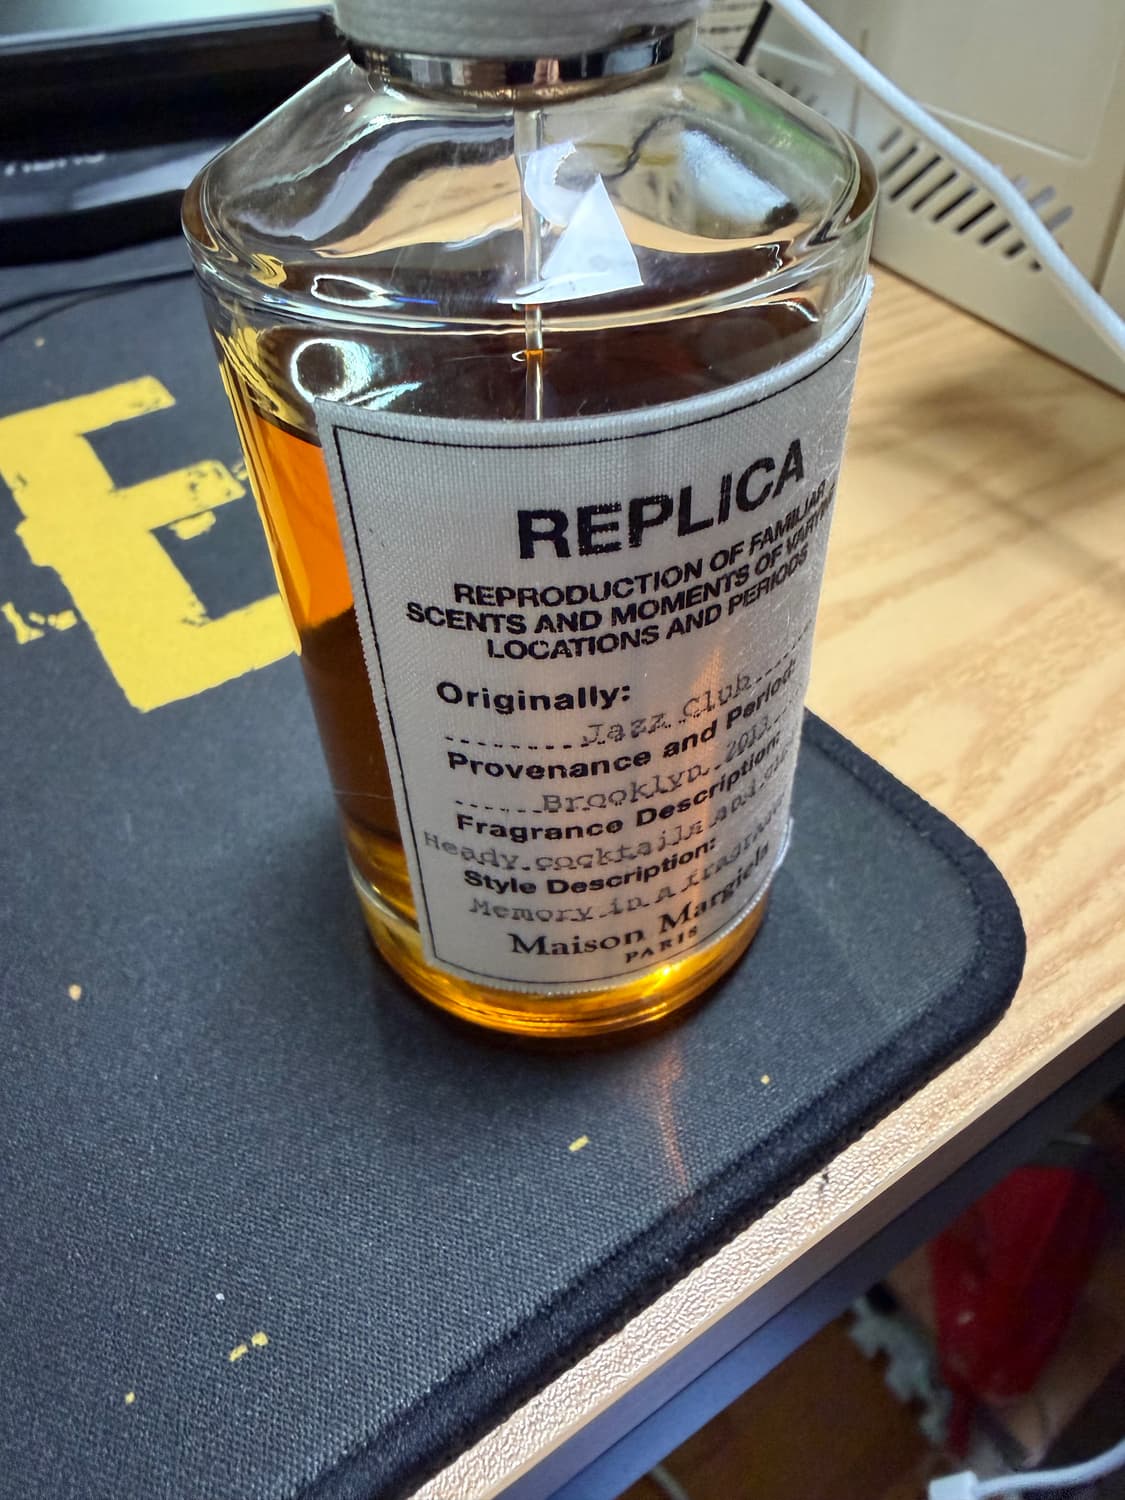 REPLICA
REPRODUCTION OF FAMILIAR
SCENTS AND MOMENTS OF VARYING
LOCATIONS AND PERIODS
Originally:
Jazz Club
Provenance and Period:
Brooklyn, 2013
Fragrance Description:
Heady cocktails and
Style Description:
Memory in A fragrance
Maison Margiela
PARIS
E